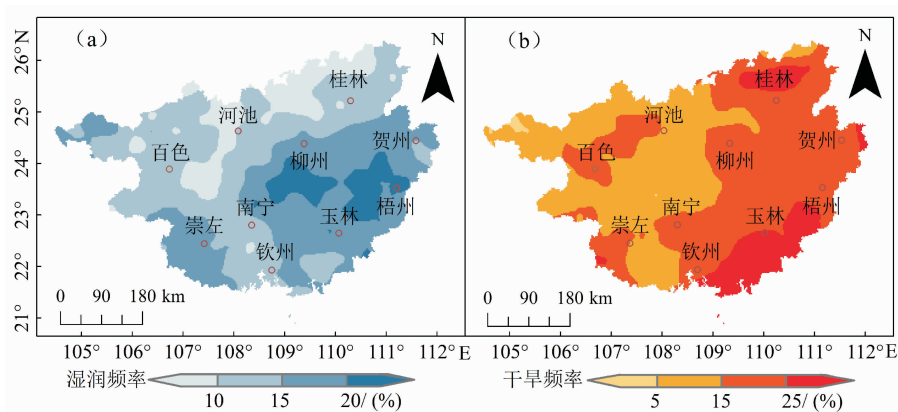 (a)
N
26°N
25°
24°
23°
22°
21°
桂林
河池
贺州
柳州
百色
梧州
南宁
玉林
崇左
钦州
0 90 180 km
105° 106° 107° 108° 109° 110° 111° 112° E
湿润频率
10 15 20/ (%)
(b)
N
桂林
河池
贺州
柳州
百色
梧州
南宁
玉林
崇左
钦州
0 90 180 km
105° 106° 107° 108° 109° 110° 111° 112° E
干旱频率
5 15 25/ (%)